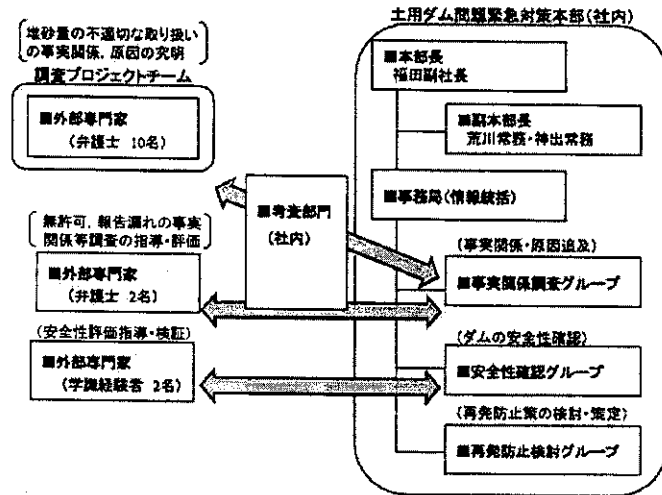 堆砂量の不適切な取り扱い
の事実関係，原因の究明
調査プロジェクトチーム
■外部専門家
（弁護士 10名）
無許可，報告漏れの事実
関係等調査の指導・評価
■外部専門家
（弁護士 2名）
（安全性評価指導・検証）
■外部専門家
（学識経験者 2名）
■考査部門
（社内）
土用ダム問題緊急対策本部（社内）
■本部長
福田副社長
■副本部長
荒川常務・神出常務
■事務局（情報統括）
（事実関係・原因追及）
■事実関係調査グループ
（ダムの安全性確認）
■安全性確認グループ
（再発防止策の検討・策定）
■再発防止検討グループ